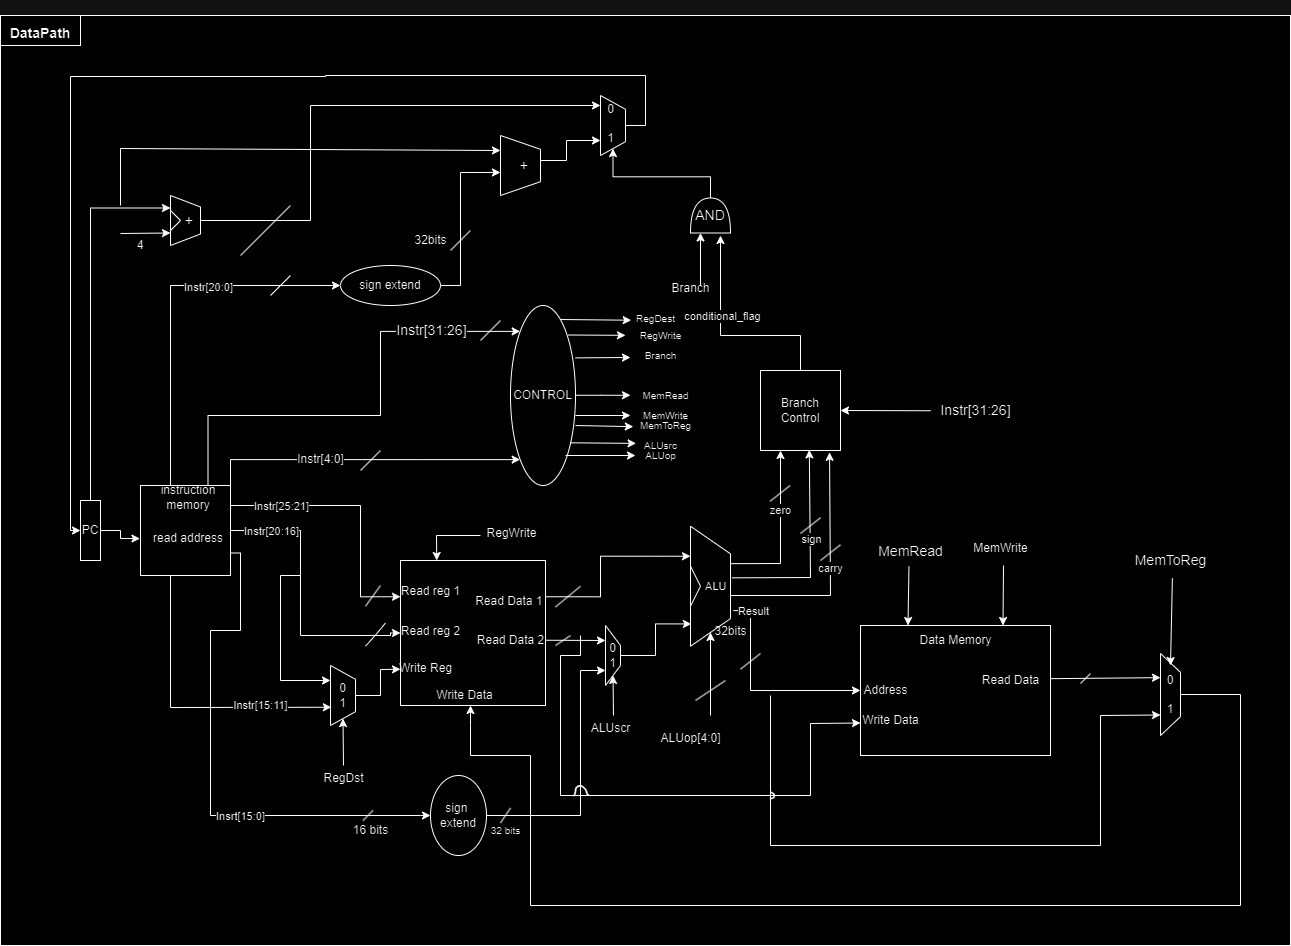 DataPath
0
1
+
+
4
AND
32bits
Branch
Instr[20:0]
sign extend
conditional_flag
RegDest
RegWrite
Instr[31:26]
Branch
CONTROL
MemRead
MemWrite
MemToReg
ALUsrc
ALUop
Branch
Control
Instr[31:26]
Instr[4:0]
instruction
memory
read address
PC
Instr[25:21]
Instr[20:16]
zero
sign
carry
RegWrite
MemRead
MemWrite
MemToReg
Read reg 1
Read Data 1
ALU
Result
32bits
Read reg 2
Read Data 2
0
1
Data Memory
Write Reg
Write Data
0
1
Instr[15:11]
Read Data
Address
Write Data
0
1
ALUscr
ALUop[4:0]
RegDst
Insrt[15:0]
16 bits
sign
extend
32 bits